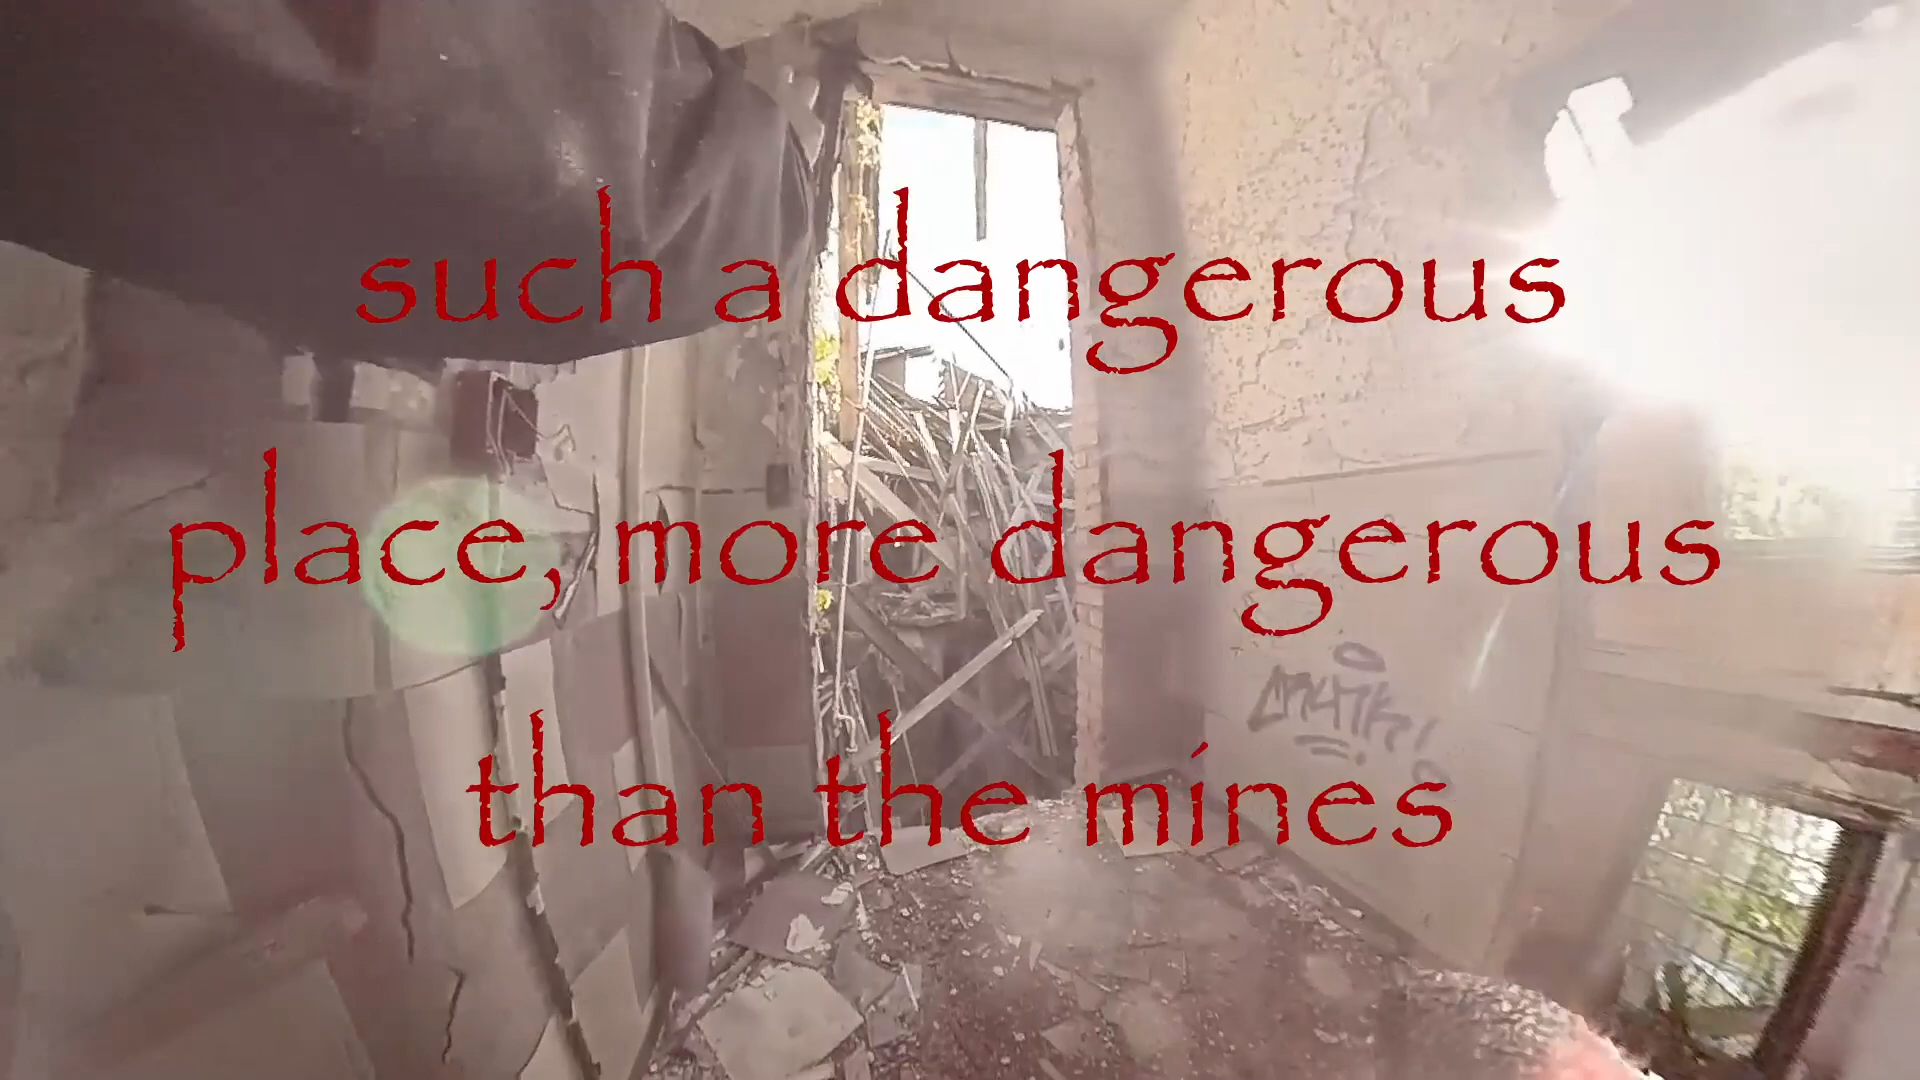 such a dangerous
place, more dangerous
than the mines